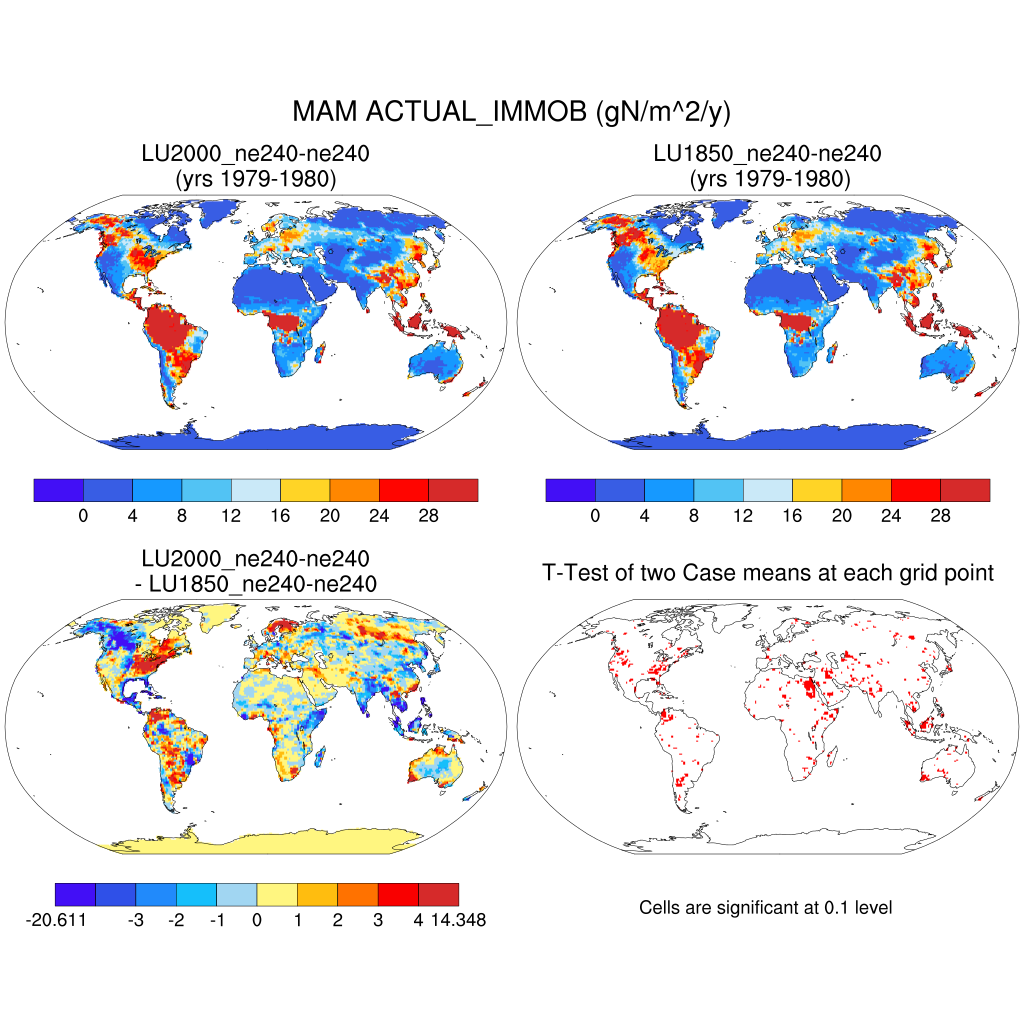 MAM ACTUAL_IMMOB (gN/m^2/y)
LU2000_ne240-ne240
(yrs 1979-1980)
LU1850_ne240-ne240
(yrs 1979-1980)
0 4 8 12 16 20 24 28
0 4 8 12 16 20 24 28
LU2000_ne240-ne240
- LU1850_ne240-ne240
T-Test of two Case means at each grid point
-20.611 -3 -2 -1 0 1 2 3 4 14.348
Cells are significant at 0.1 level